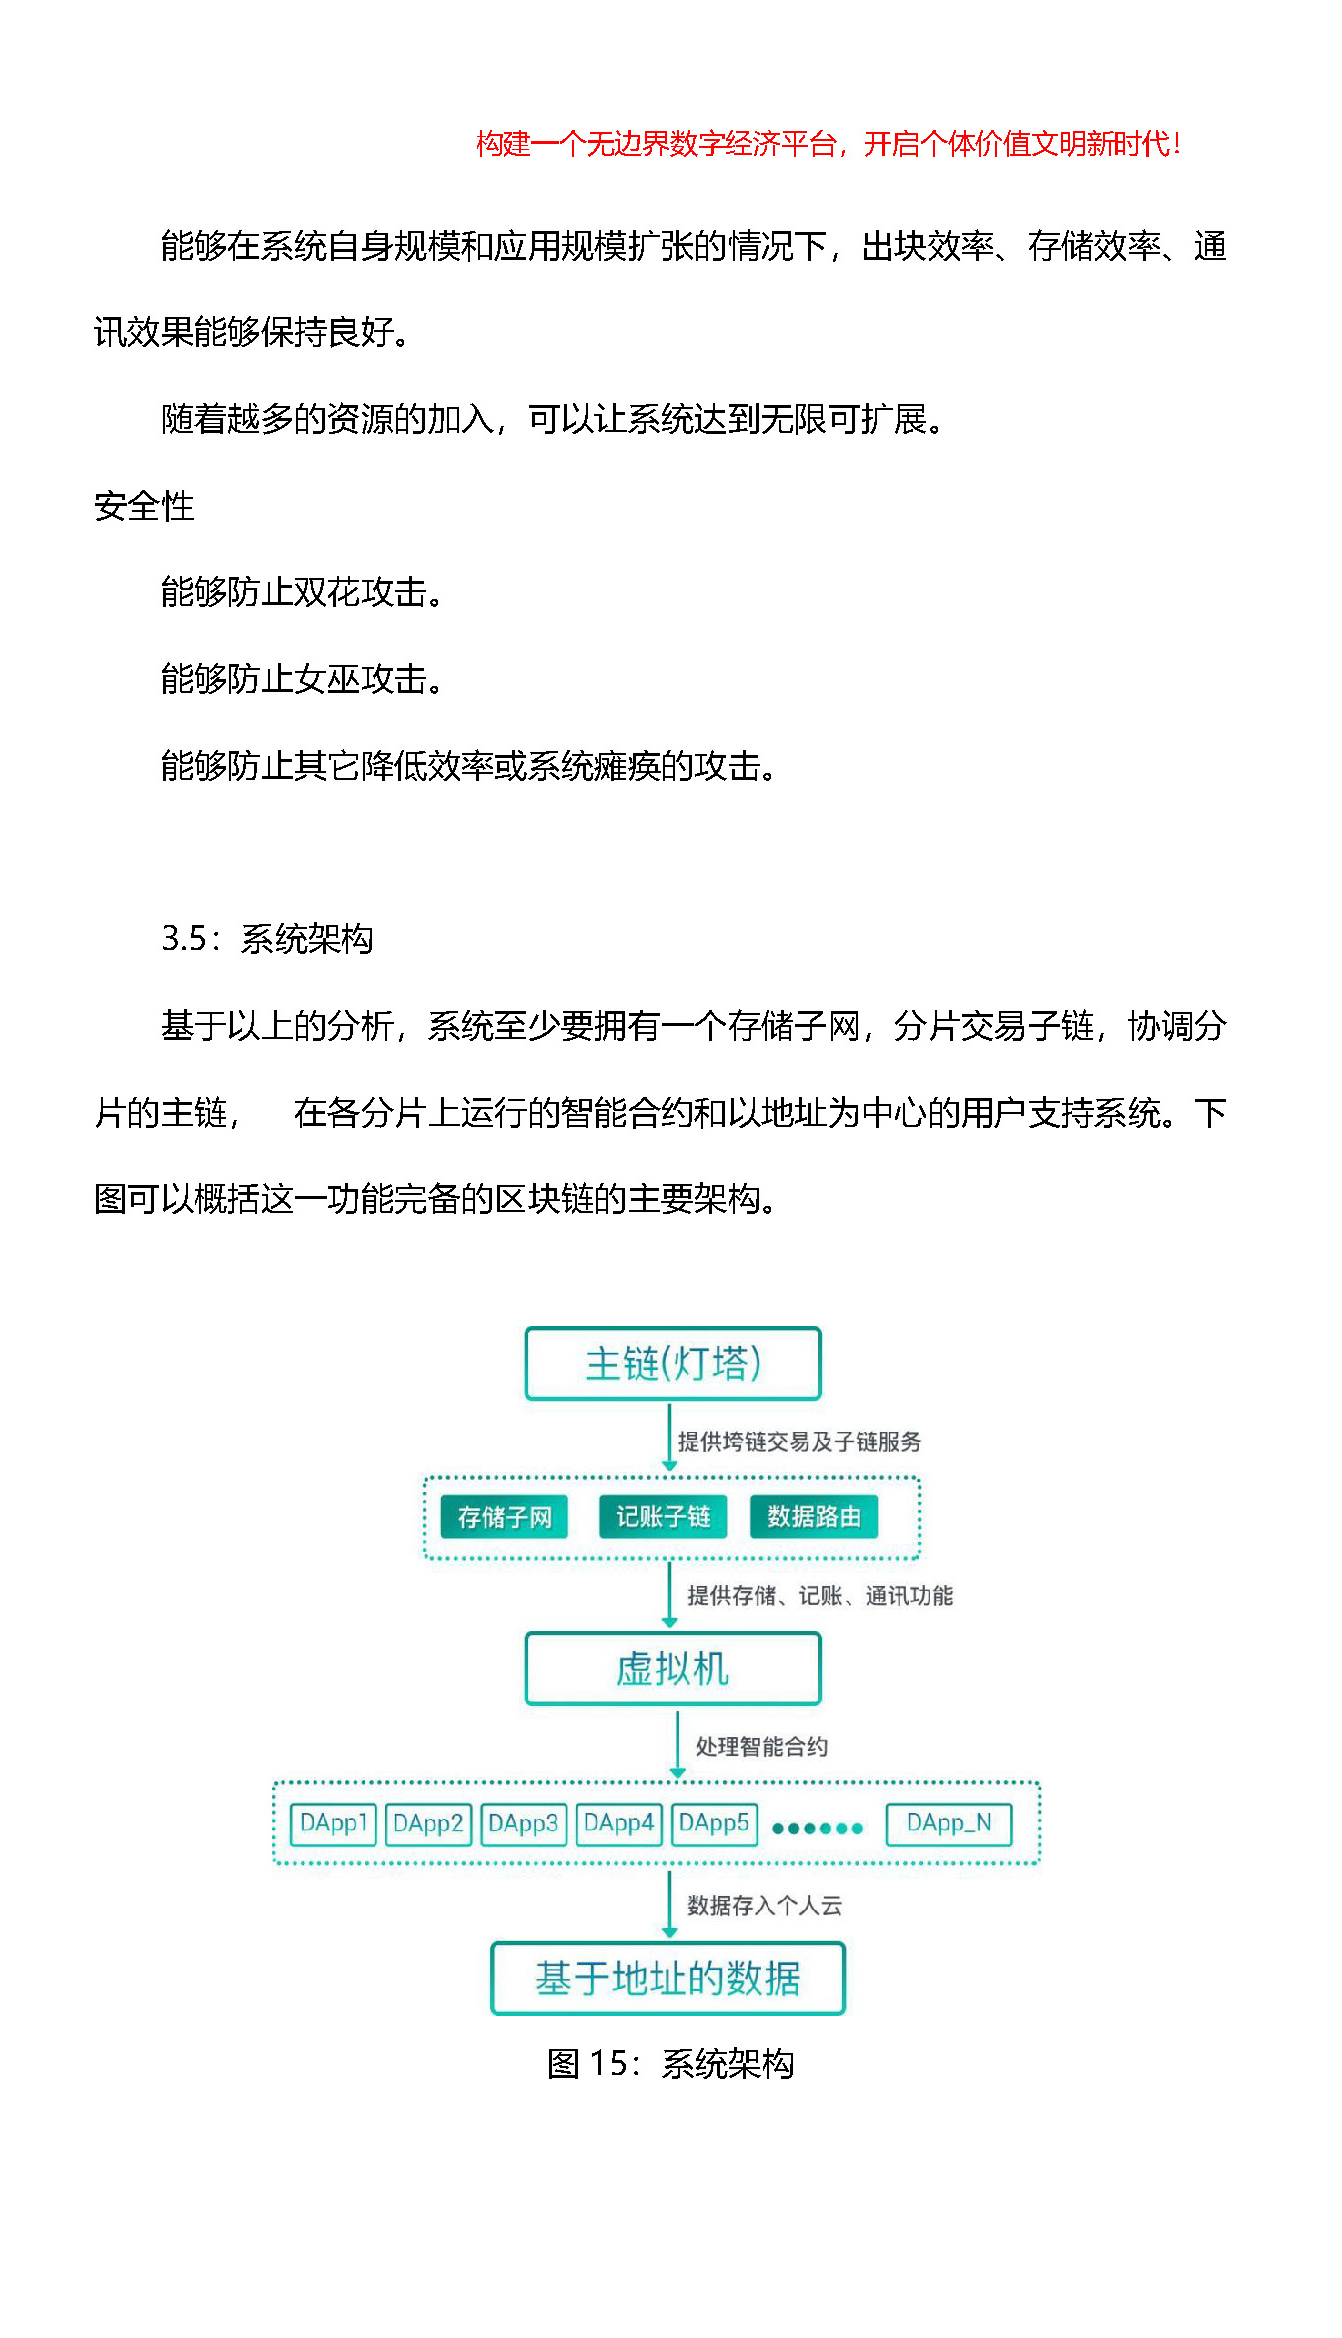 构建一个无边界数字经济平台，开启个体价值文明新时代！
能够在系统自身规模和应用规模扩张的情况下，出块效率、存储效率、通
讯效果能够保持良好。
随着越多的资源的加入，可以让系统达到无限可扩展。
安全性
能够防止双花攻击。
能够防止女巫攻击。
能够防止其它降低效率或系统瘫痪的攻击。
3.5：系统架构
基于以上的分析，系统至少要拥有一个存储子网，分片交易子链，协调分
片的主链， 在各分片上运行的智能合约和以地址为中心的用户支持系统。下
图可以概括这一功能完备的区块链的主要架构。
主链(灯塔)
提供垮链交易及子链服务
存储子网 记账子链 数据路由
提供存储、记账、通讯功能
虚拟机
处理智能合约
DApp1 DApp2 DApp3 DApp4 DApp5 •••••• DApp_N
数据存入个人云
基于地址的数据
图 15：系统架构